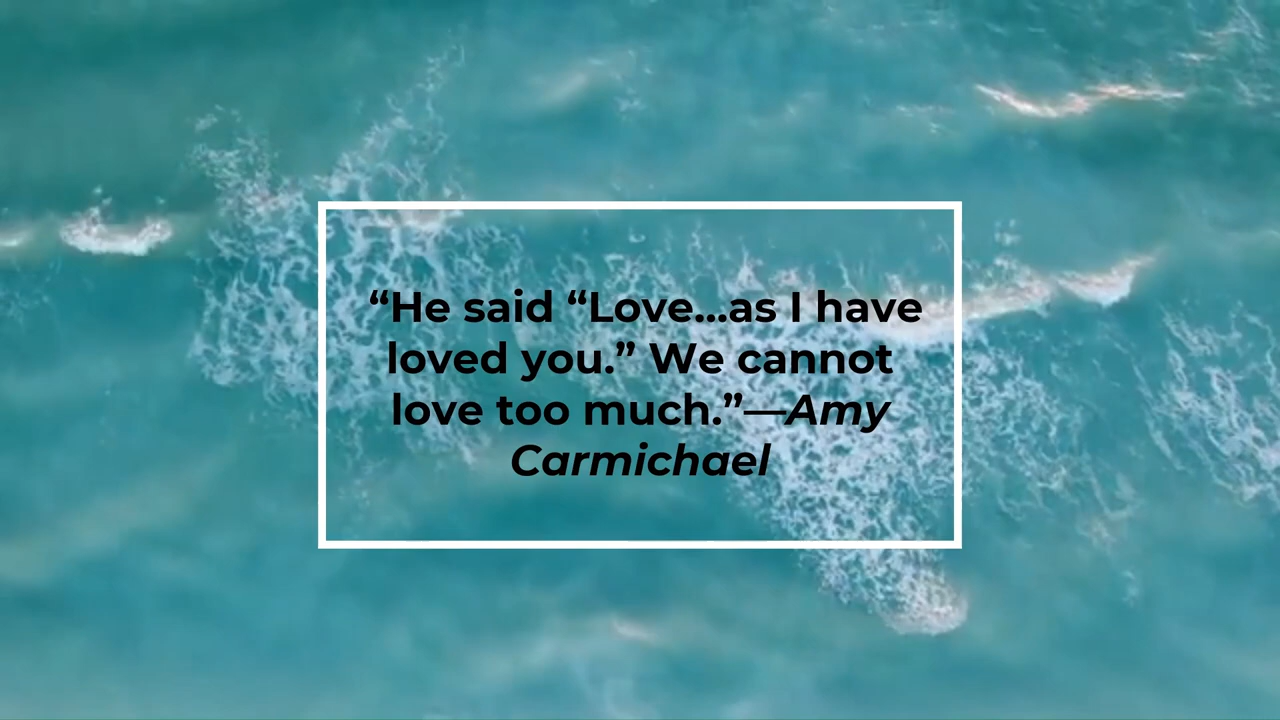 “He said “Love...as I have
loved you.” We cannot
love too much.”—Amy
Carmichael